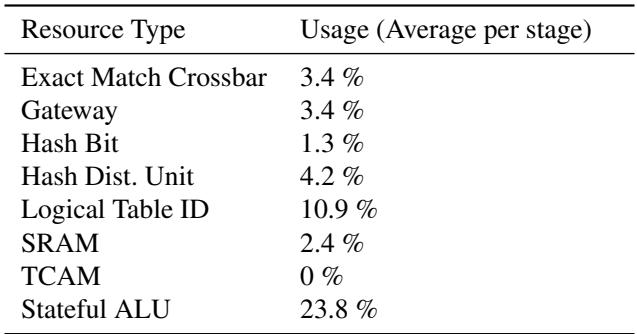 Resource Type Usage (Average per stage)
Exact Match Crossbar 3.4 %
Gateway 3.4 %
Hash Bit 1.3 %
Hash Dist. Unit 4.2 %
Logical Table ID 10.9 %
SRAM 2.4 %
TCAM 0 %
Stateful ALU 23.8 %